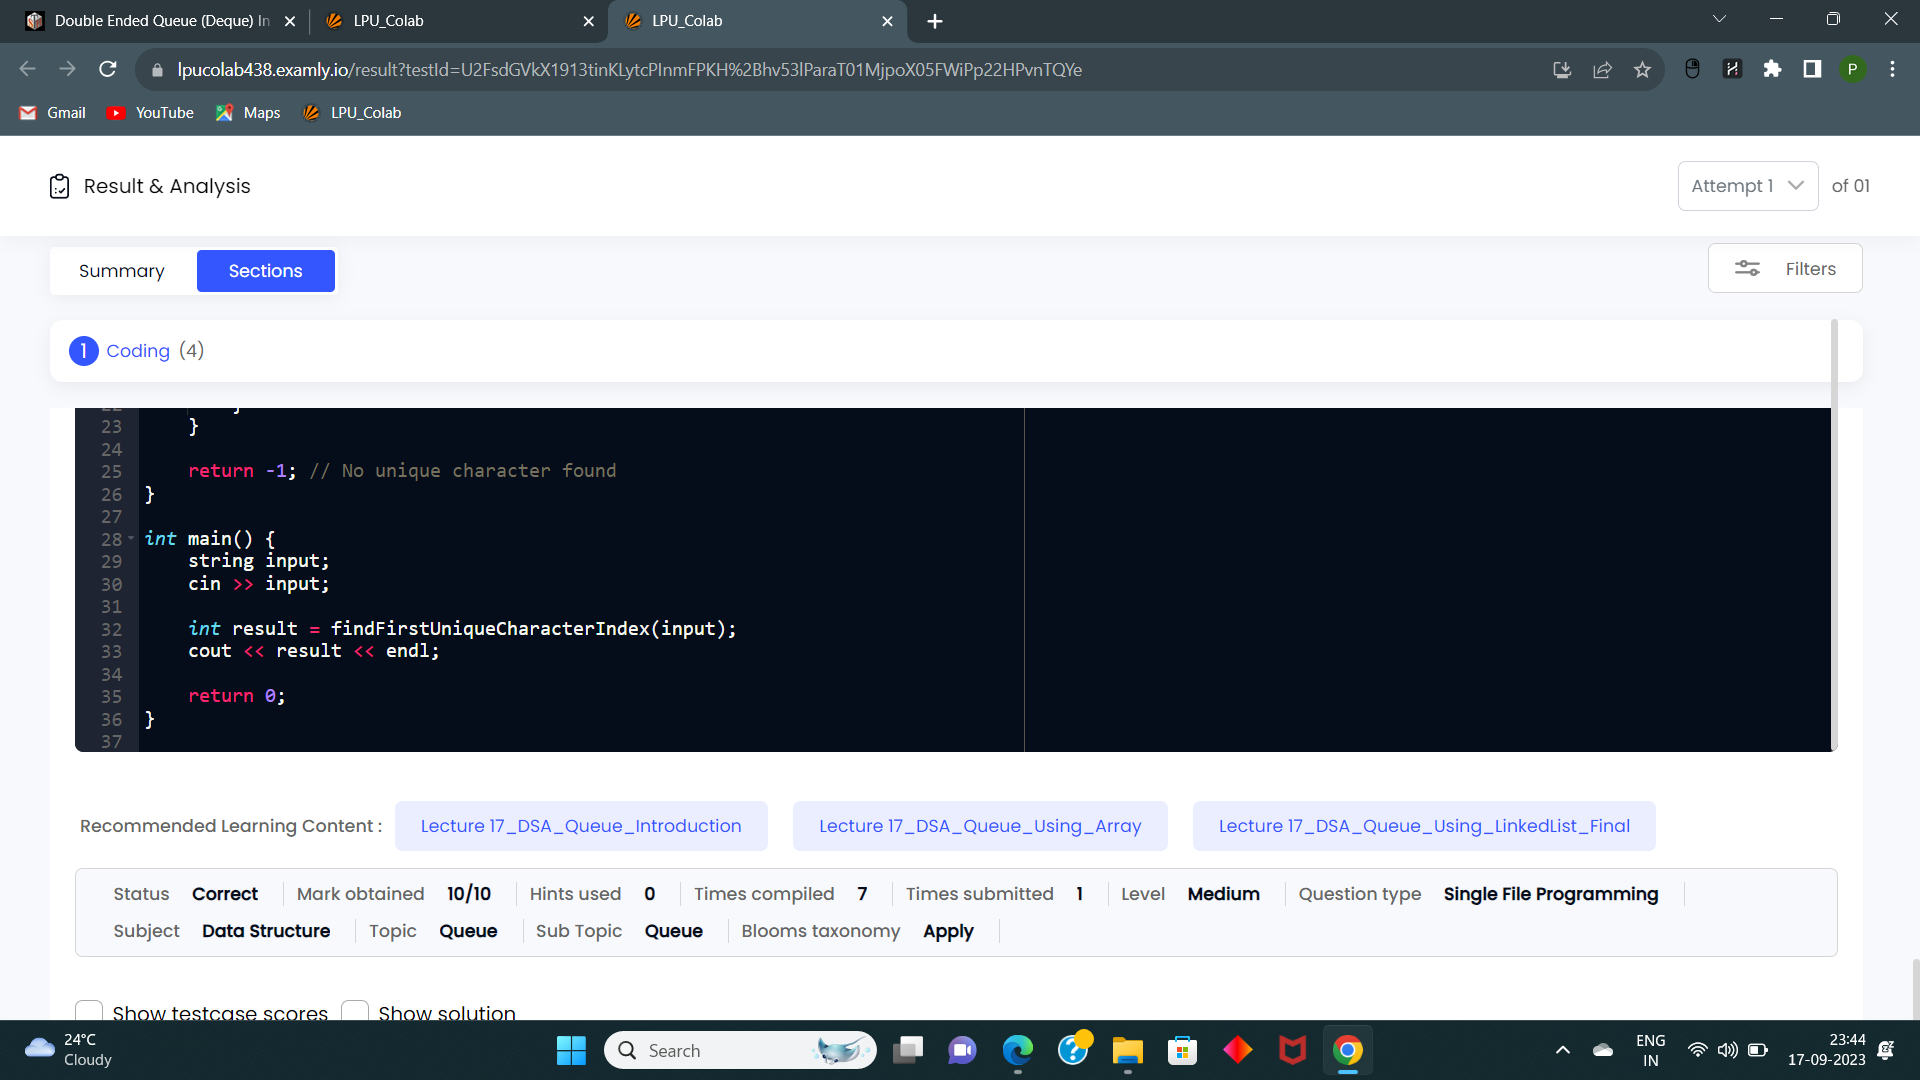 Double Ended Queue (Deque) In
LPU_Colab
LPU_Colab
lpucolab438.examly.io/result?testId=U2FsdGVkX1913tinKLytcPInmFPKH%2Bhv53lParaT01MjpoX05FWiPp22HPvnTQYe
P
Gmail
YouTube
Maps
LPU_Colab
Result & Analysis
Attempt 1
of 01
Summary
Sections
Filters
1 Coding (4)
22 }
23 }
24
25 return -1; // No unique character found
26 }
27
28 int main() {
29 string input;
30 cin >> input;
31
32 int result = findFirstUniqueCharacterIndex(input);
33 cout << result << endl;
34
35 return 0;
36 }
37
Recommended Learning Content : Lecture 17_DSA_Queue_Introduction Lecture 17_DSA_Queue_Using_Array Lecture 17_DSA_Queue_Using_LinkedList_Final
Status Correct Mark obtained 10/10 Hints used 0 Times compiled 7 Times submitted 1 Level Medium Question type Single File Programming
Subject Data Structure Topic Queue Sub Topic Queue Blooms taxonomy Apply
Show testcase scores Show solution
24°C
Cloudy
Search
ENG
IN
23:44
17-09-2023